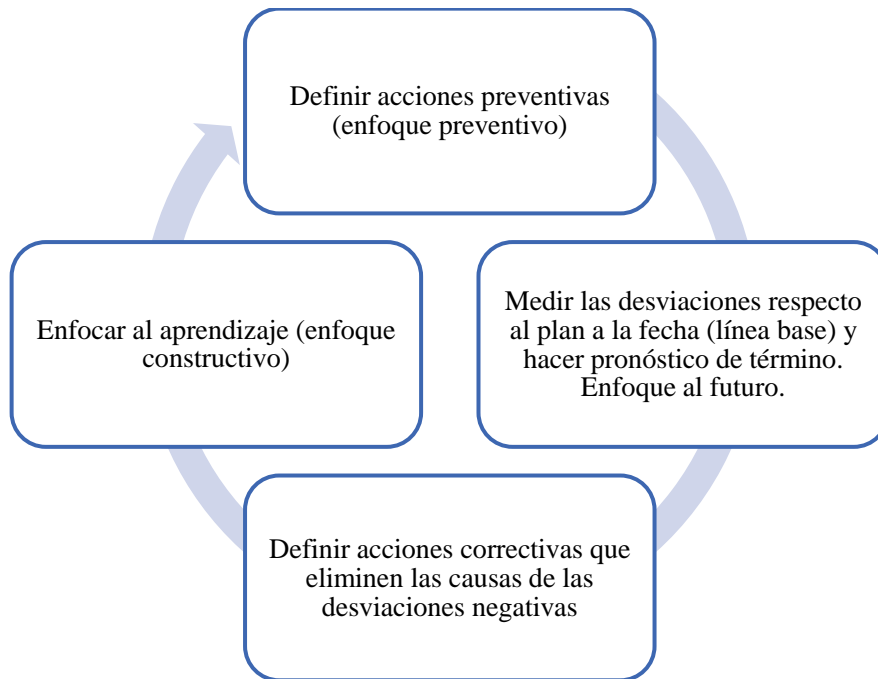 Definir acciones preventivas
(enfoque preventivo)
Enfocar al aprendizaje (enfoque
constructivo)
Medir las desviaciones respecto
al plan a la fecha (línea base) y
hacer pronóstico de término.
Enfoque al futuro.
Definir acciones correctivas que
eliminen las causas de las
desviaciones negativas